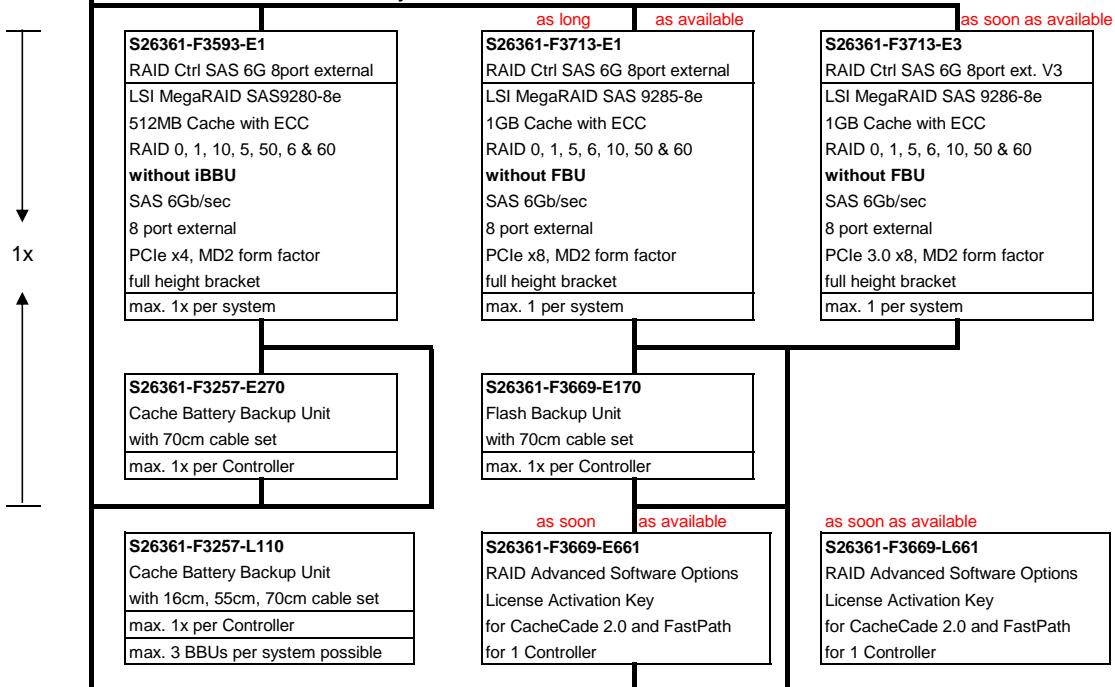 as long as available
as soon as available
S26361-F3593-E1
RAID Ctrl SAS 6G 8port external
LSI MegaRAID SAS9280-8e
512MB Cache with ECC
RAID 0, 1, 10, 5, 50, 6 & 60
without iBBU
SAS 6Gb/sec
8 port external
PCIe x4, MD2 form factor
full height bracket
max. 1x per system
S26361-F3713-E1
RAID Ctrl SAS 6G 8port external
LSI MegaRAID SAS 9285-8e
1GB Cache with ECC
RAID 0, 1, 5, 6, 10, 50 & 60
without FBU
SAS 6Gb/sec
8 port external
PCIe x8, MD2 form factor
full height bracket
max. 1 per system
S26361-F3713-E3
RAID Ctrl SAS 6G 8port ext. V3
LSI MegaRAID SAS 9286-8e
1GB Cache with ECC
RAID 0, 1, 5, 6, 10, 50 & 60
without FBU
SAS 6Gb/sec
8 port external
PCIe 3.0 x8, MD2 form factor
full height bracket
max. 1 per system
1x
S26361-F3257-E270
Cache Battery Backup Unit
with 70cm cable set
max. 1x per Controller
S26361-F3669-E170
Flash Backup Unit
with 70cm cable set
max. 1x per Controller
as soon as available
as soon as available
S26361-F3257-L110
Cache Battery Backup Unit
with 16cm, 55cm, 70cm cable set
max. 1x per Controller
max. 3 BBUs per system possible
S26361-F3669-E661
RAID Advanced Software Options
License Activation Key
for CacheCade 2.0 and FastPath
for 1 Controller
S26361-F3669-L661
RAID Advanced Software Options
License Activation Key
for CacheCade 2.0 and FastPath
for 1 Controller